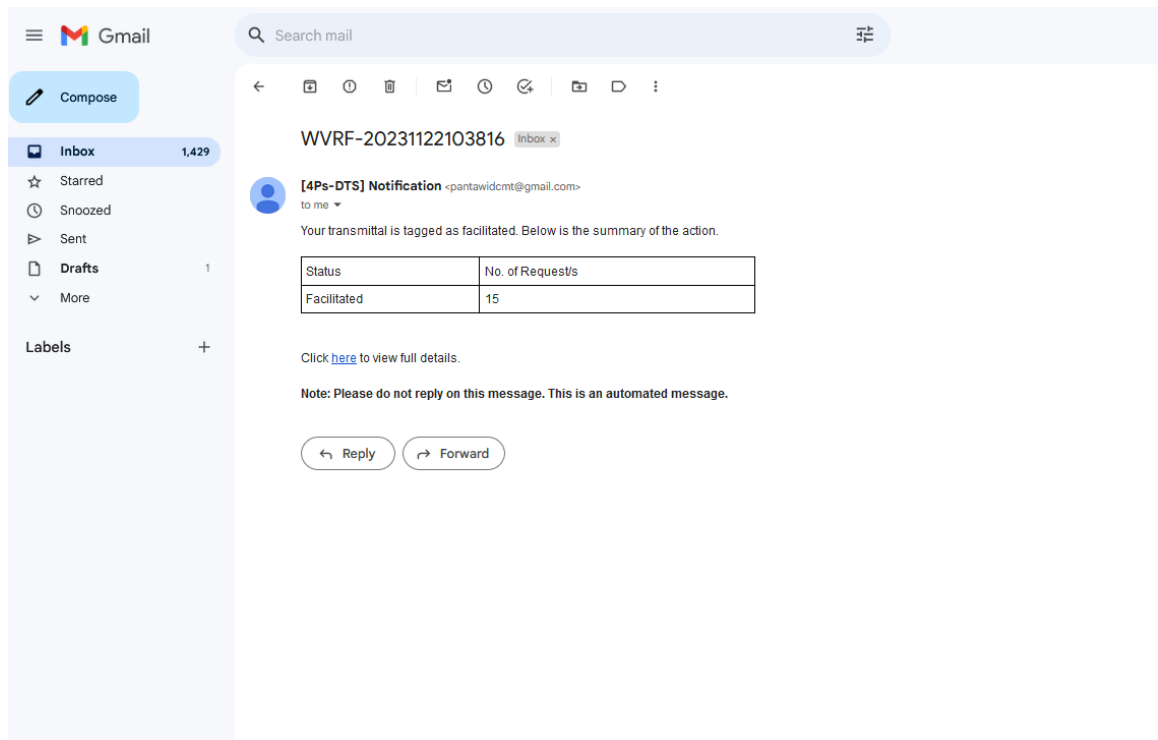 Gmail
Search mail
Compose
Inbox 1,429
Starred
Snoozed
Sent
Drafts 1
More
Labels
WVRF-20231122103816 Inbox ×
[4Ps-DTS] Notification <pantawidcmt@gmail.com>
to me
Your transmittal is tagged as facilitated. Below is the summary of the action.
Status No. of Request/s
Facilitated 15
Click here to view full details.
Note: Please do not reply on this message. This is an automated message.
Reply Forward